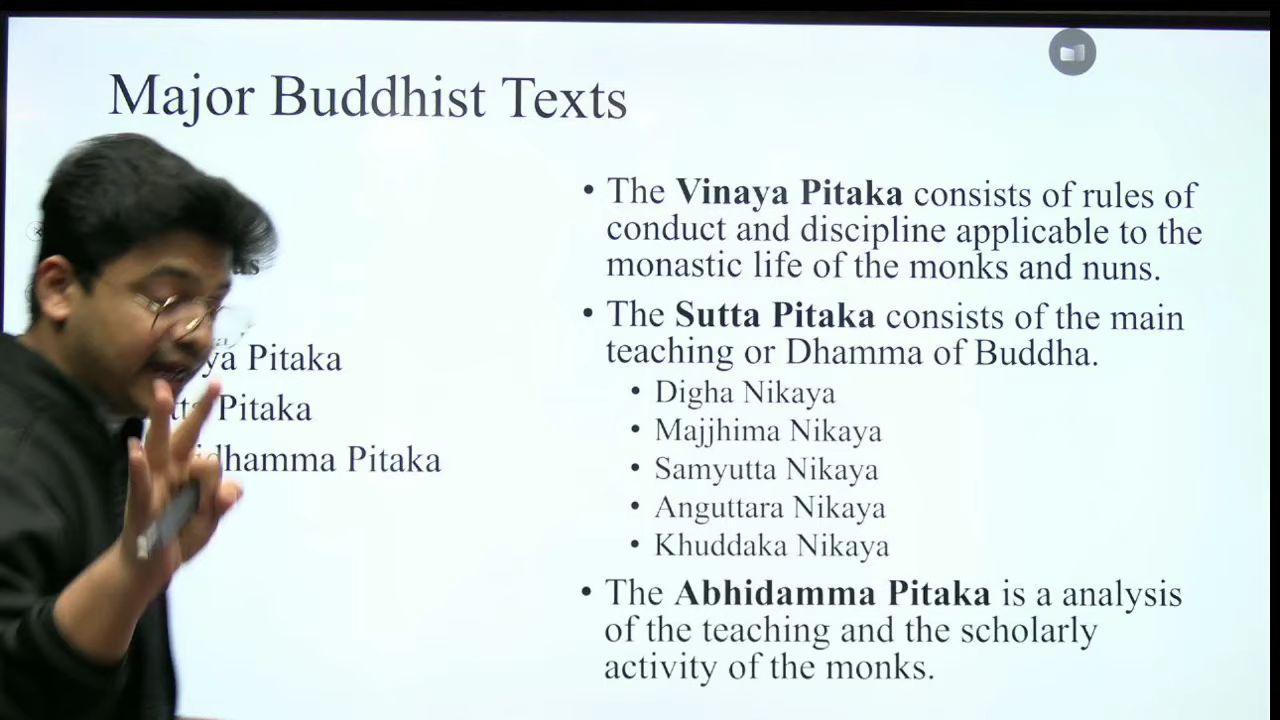 Major Buddhist Texts
Pitaka
Pitaka
Pitaka
• The Vinaya Pitaka consists of rules of
conduct and discipline applicable to the
monastic life of the monks and nuns.
• The Sutta Pitaka consists of the main
teaching or Dhamma of Buddha.
• Digha Nikaya
• Majjhima Nikaya
• Samyutta Nikaya
• Anguttara Nikaya
• Khuddaka Nikaya
• The Abhidamma Pitaka is a analysis
of the teaching and the scholarly
activity of the monks.